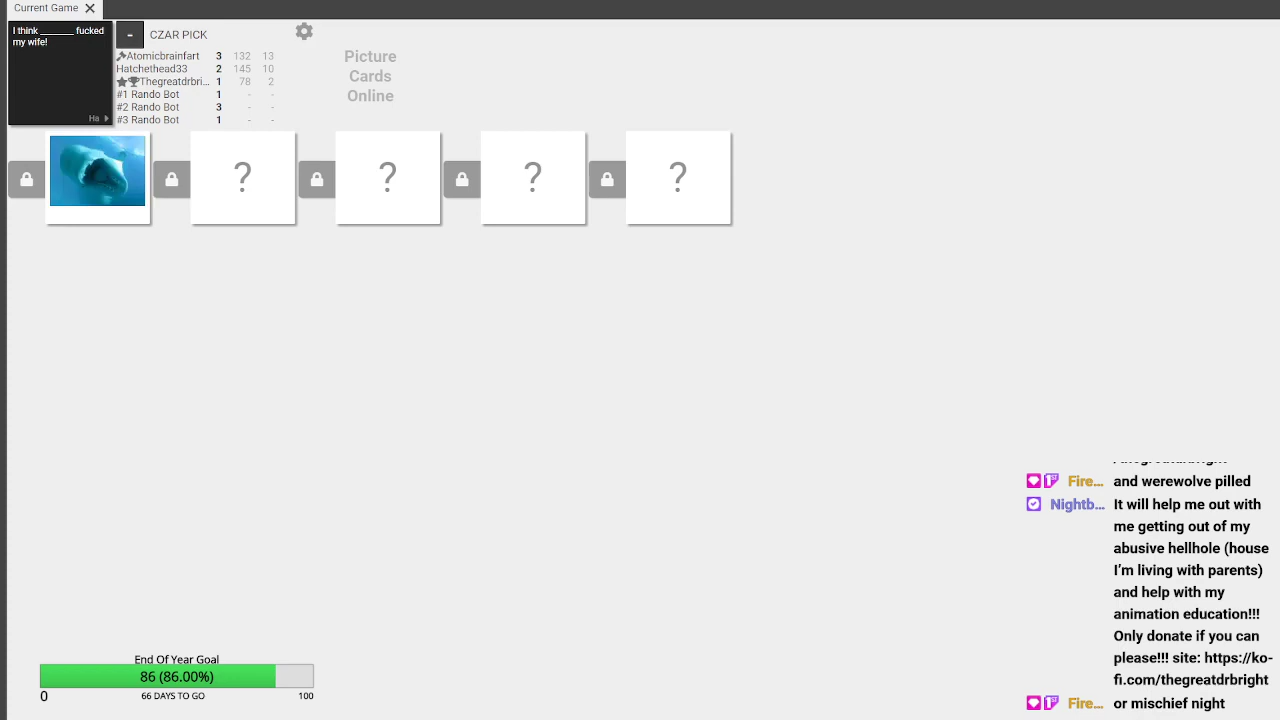 Current Game
I think ______ fucked
my wife!
Ha
-
CZAR PICK
Atomicbrainfart 3 132 13
Hatchethead33 2 145 10
Thegreatdrbri... 1 78 2
#1 Rando Bot 1 - -
#2 Rando Bot 3 - -
#3 Rando Bot 1 - -
Picture
Cards
Online
?
?
?
?
Fire... and werewolve pilled
Nightb... It will help me out with
me getting out of my
abusive hellhole (house
I'm living with parents)
and help with my
animation education!!!
Only donate if you can
please!!! site: https://ko-
fi.com/thegreatdrbright
Fire... or mischief night
End Of Year Goal
86 (86.00%)
0 66 DAYS TO GO 100